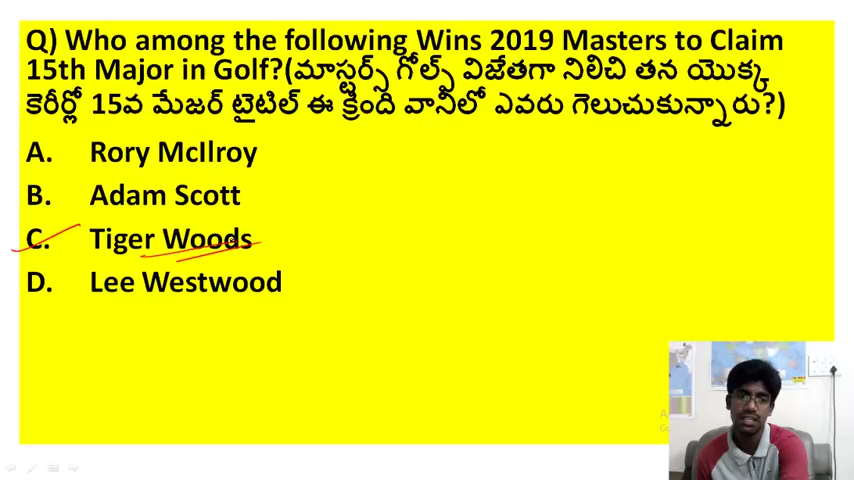 Q) Who among the following Wins 2019 Masters to Claim
15th Major in Golf?(మాస్టర్స్ గోల్ఫ్ విజేతగా నిలిచి తన యొక్క
కెరీర్లో 15వ మేజర్ టైటిల్ ఈ క్రింది వానిలో ఎవరు గెలుచుకున్నారు?)
A. Rory McIlroy
B. Adam Scott
C. Tiger Woods
D. Lee Westwood